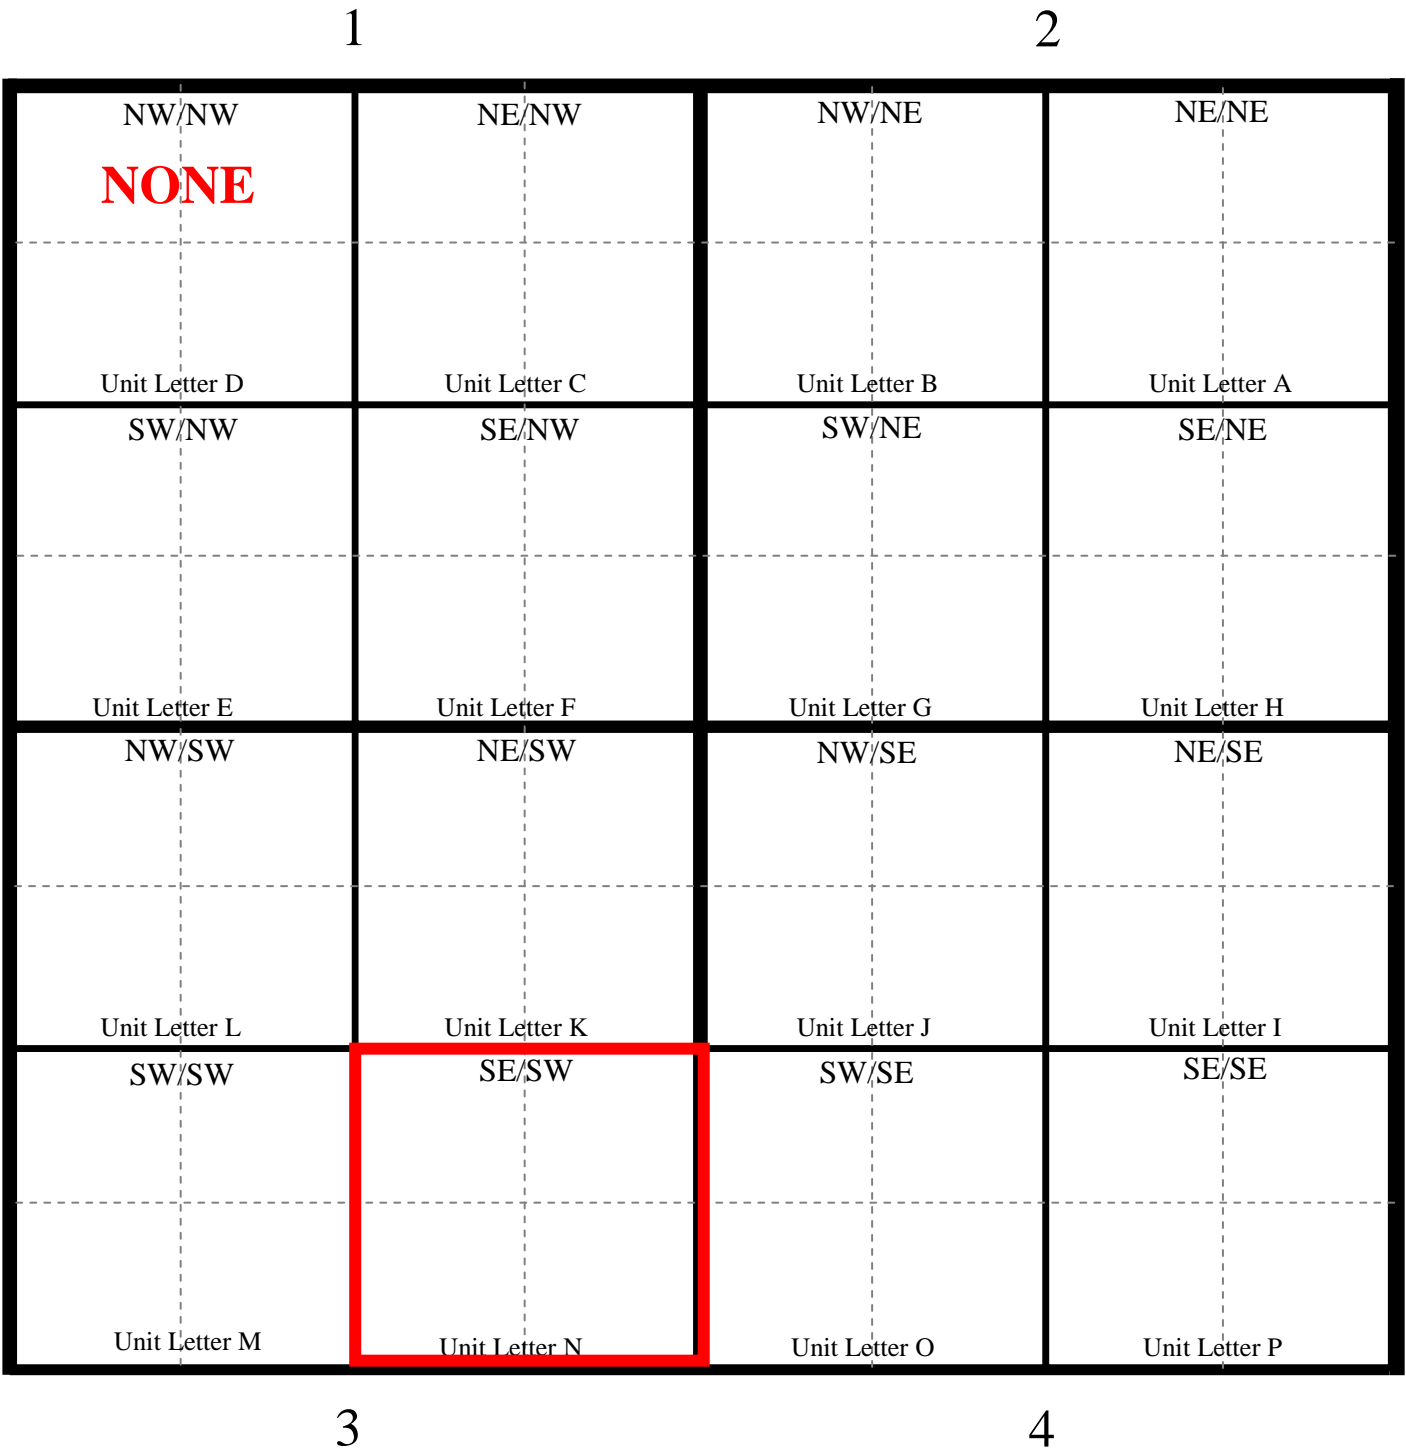 1 2
NW/NW NE/NW NW/NE NE/NE
NONE
Unit Letter D Unit Letter C Unit Letter B Unit Letter A
SW/NW SE/NW SW/NE SE/NE
Unit Letter E Unit Letter F Unit Letter G Unit Letter H
NW/SW NE/SW NW/SE NE/SE
Unit Letter L Unit Letter K Unit Letter J Unit Letter I
SW/SW SE/SW SW/SE SE/SE
Unit Letter M Unit Letter N Unit Letter O Unit Letter P
3 4